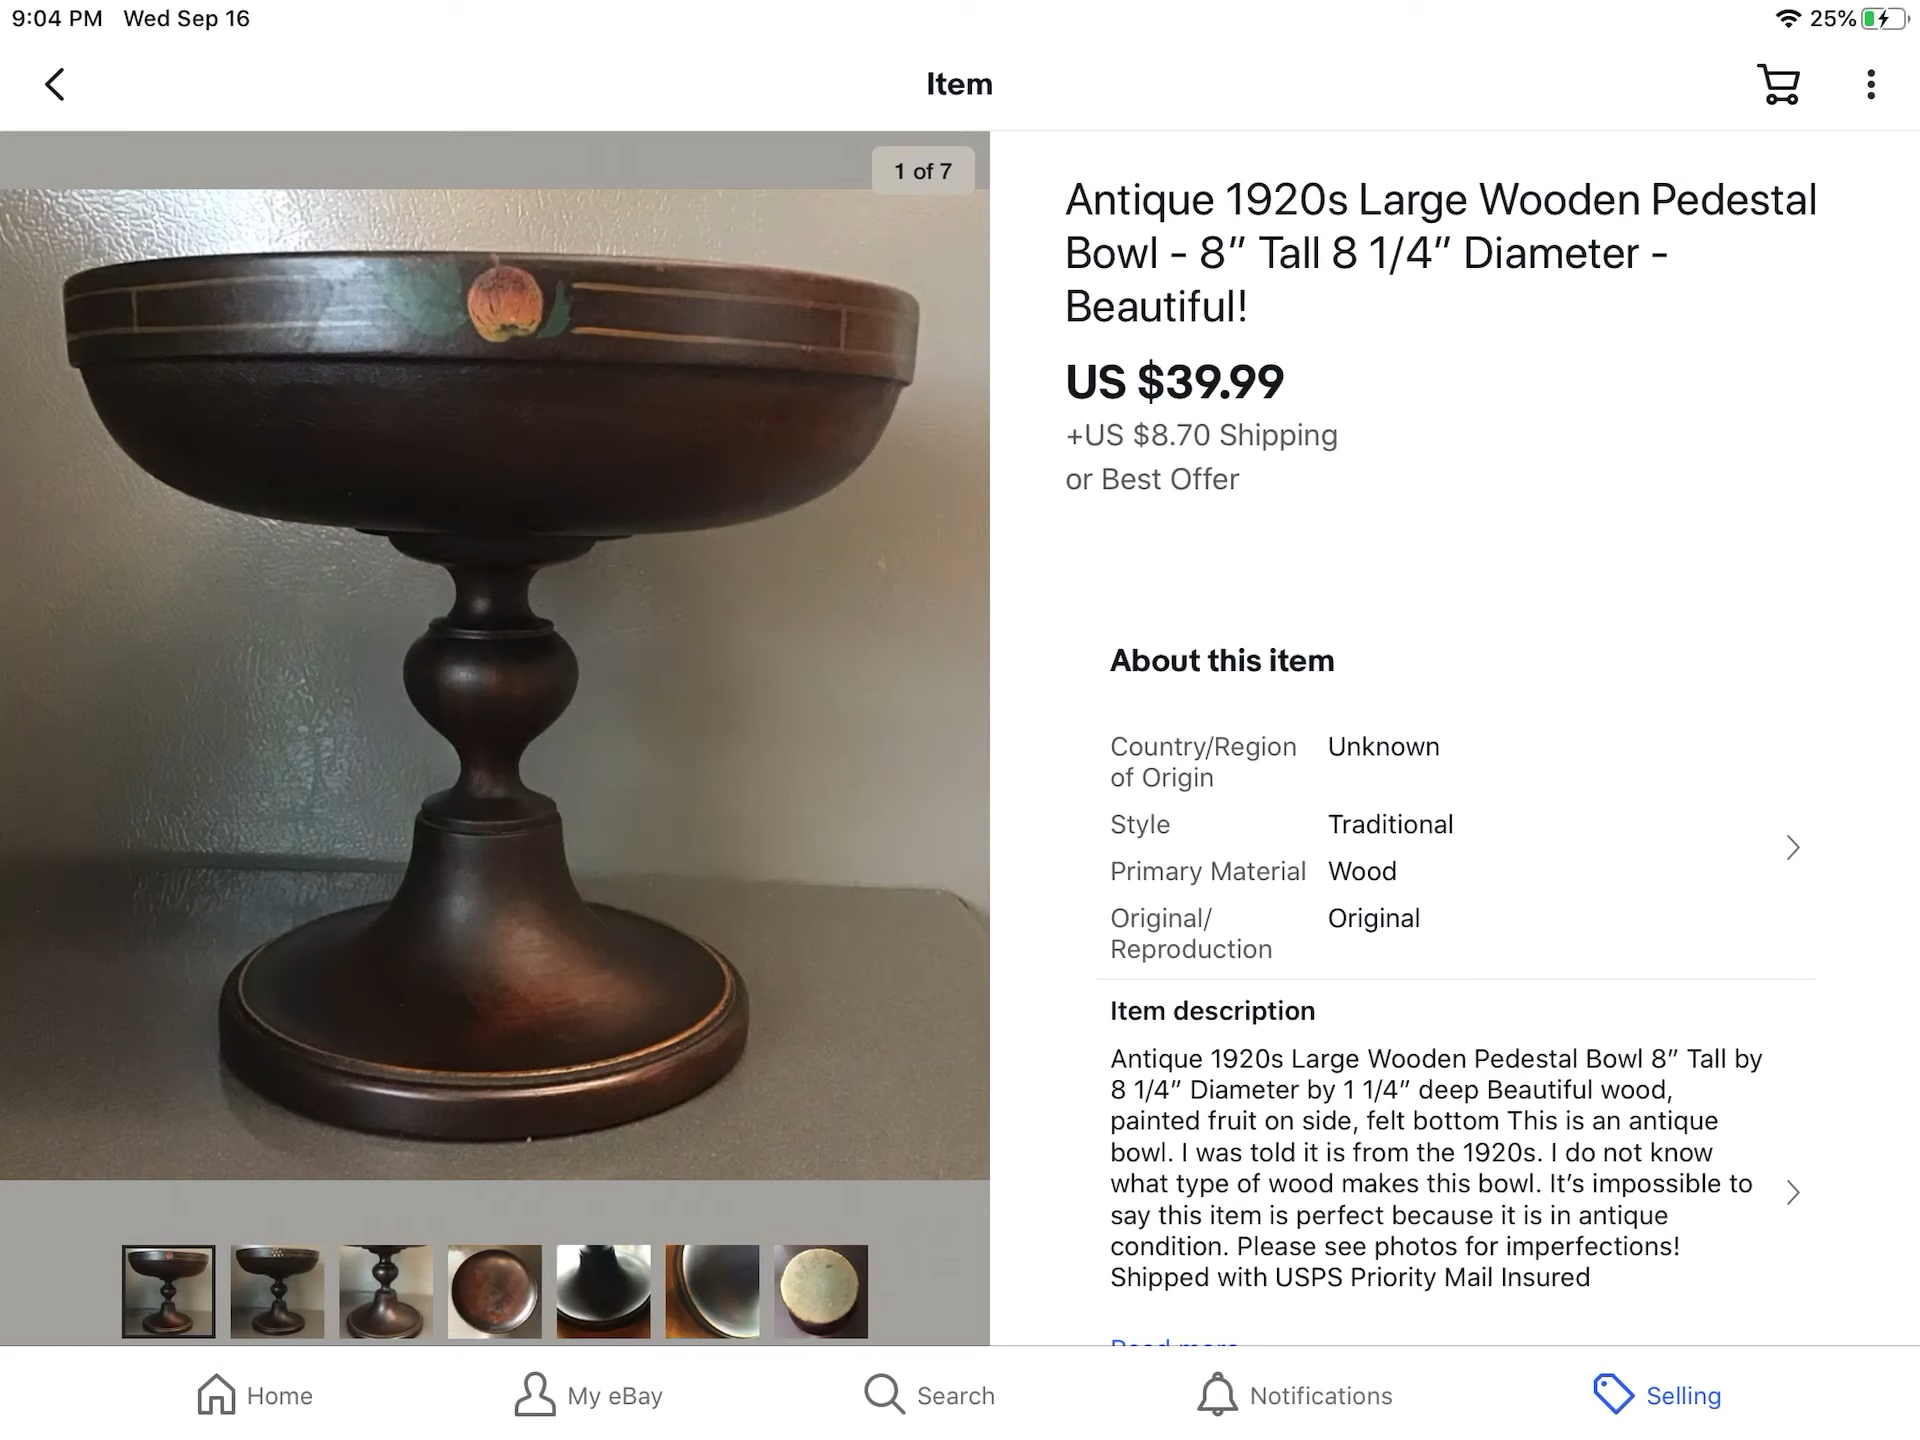 9:04 PM Wed Sep 16
25%
Item
1 of 7
Antique 1920s Large Wooden Pedestal
Bowl - 8” Tall 8 1/4” Diameter -
Beautiful!
US $39.99
+US $8.70 Shipping
or Best Offer
About this item
Country/Region Unknown
of Origin
Style Traditional
Primary Material Wood
Original/ Original
Reproduction
Item description
Antique 1920s Large Wooden Pedestal Bowl 8” Tall by
8 1/4” Diameter by 1 1/4” deep Beautiful wood,
painted fruit on side, felt bottom This is an antique
bowl. I was told it is from the 1920s. I do not know
what type of wood makes this bowl. It’s impossible to
say this item is perfect because it is in antique
condition. Please see photos for imperfections!
Shipped with USPS Priority Mail Insured
Read more
Home
My eBay
Search
Notifications
Selling